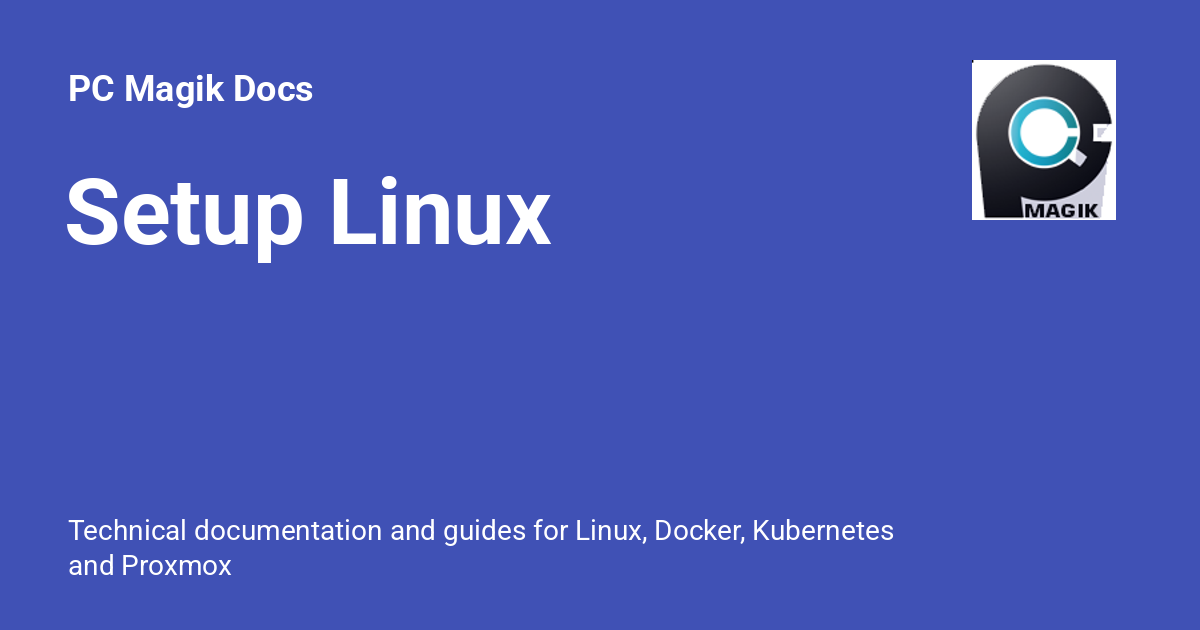 PC Magik Docs
MAGIK
Setup Linux
Technical documentation and guides for Linux, Docker, Kubernetes
and Proxmox